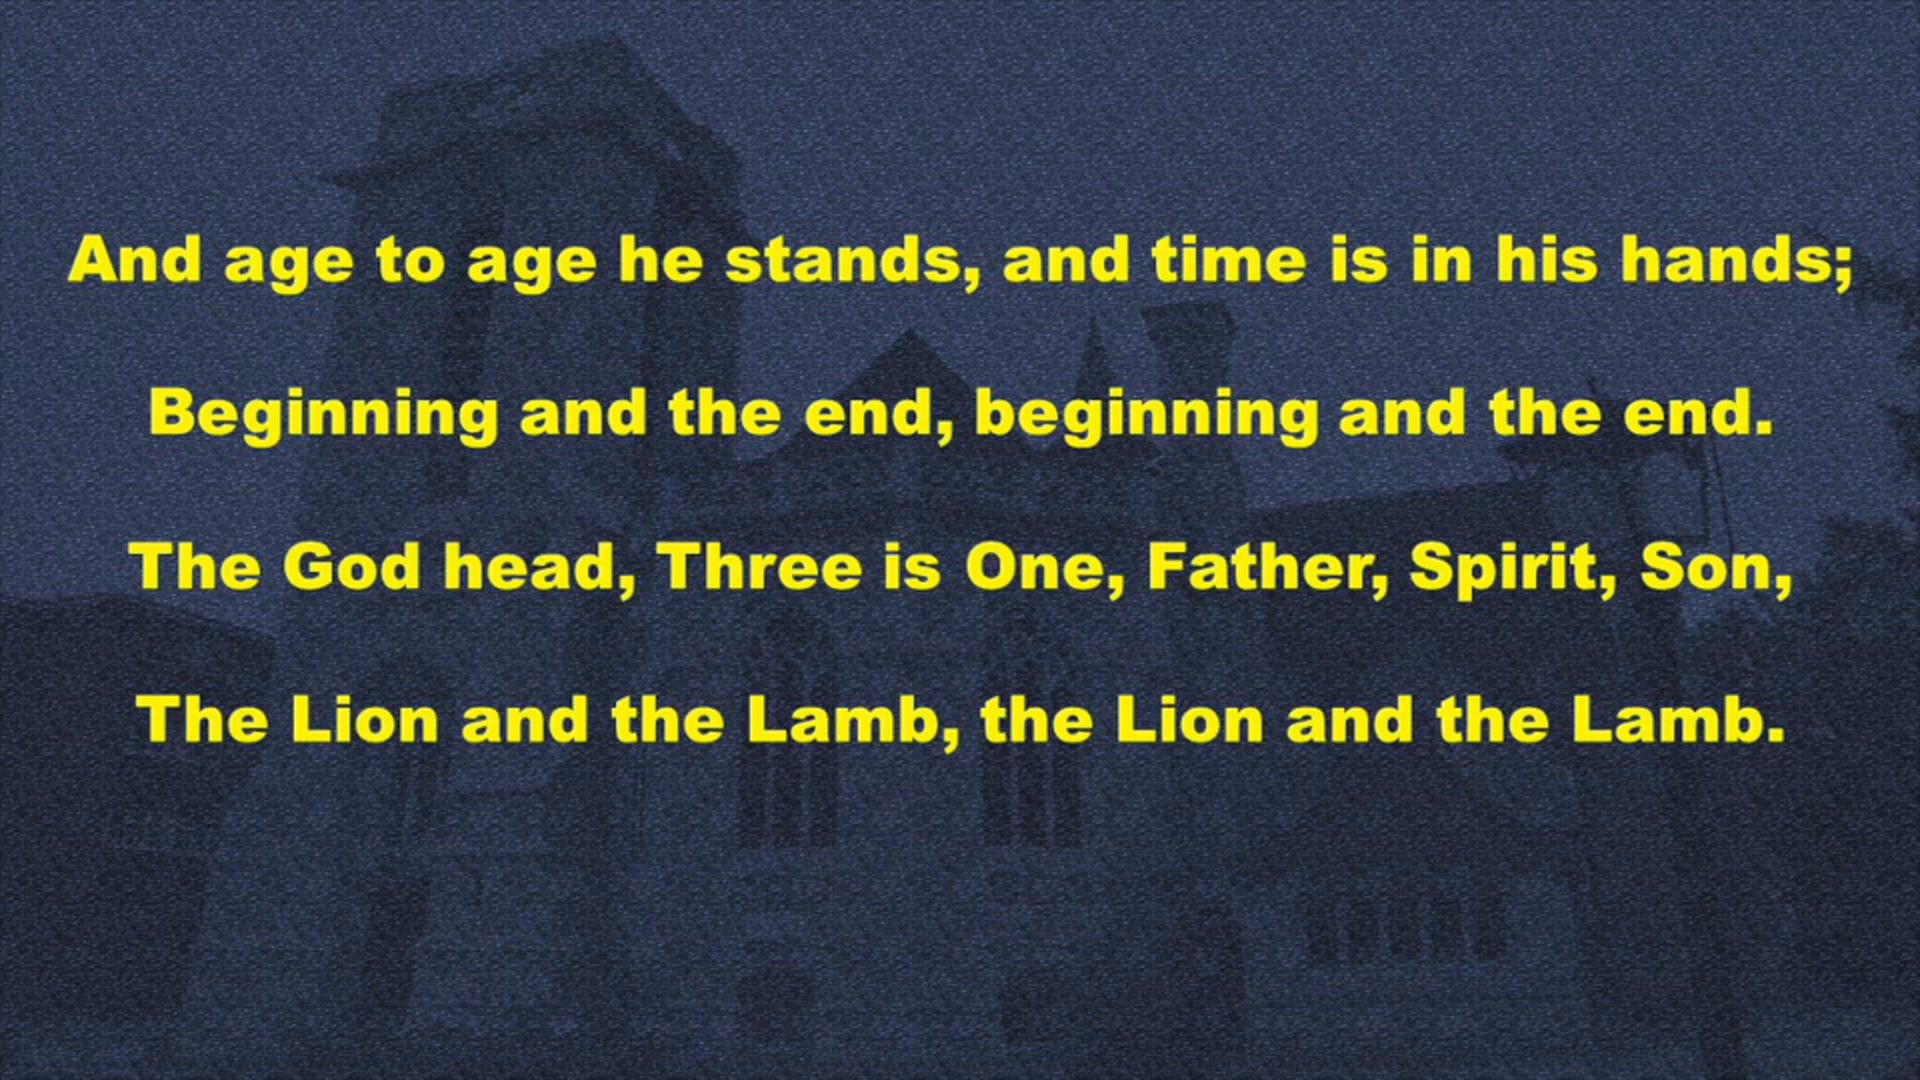 And age to age he stands, and time is in his hands;
Beginning and the end, beginning and the end.
The God head, Three is One, Father, Spirit, Son,
The Lion and the Lamb, the Lion and the Lamb.